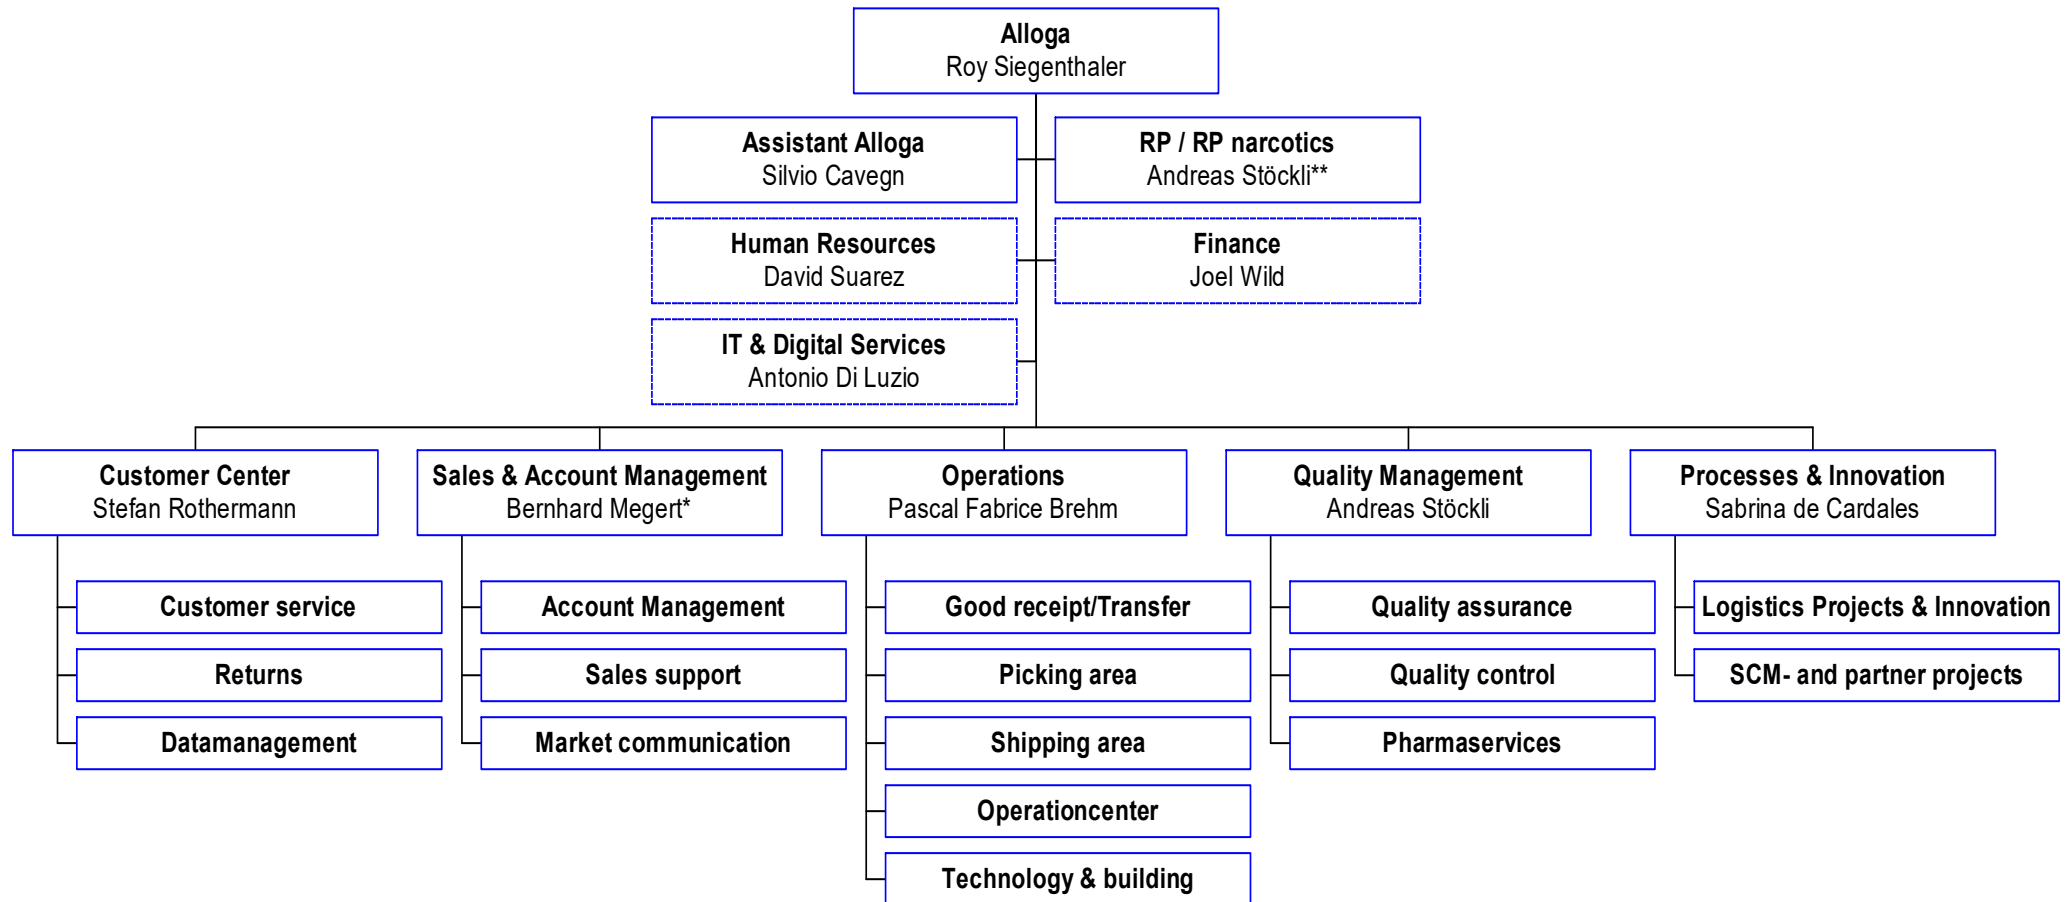 Alloga
Roy Siegenthaler
Assistant Alloga
Silvio Cavegn
RP / RP narcotics
Andreas Stöckli**
Human Resources
David Suarez
Finance
Joel Wild
IT & Digital Services
Antonio Di Luzio
Customer Center
Stefan Rothermann
Sales & Account Management
Bernhard Megert*
Operations
Pascal Fabrice Brehm
Quality Management
Andreas Stöckli
Processes & Innovation
Sabrina de Cardales
Customer service
Returns
Datamanagement
Account Management
Sales support
Market communication
Good receipt/Transfer
Picking area
Shipping area
Operationcenter
Technology & building
Quality assurance
Quality control
Pharmaservices
Logistics Projects & Innovation
SCM- and partner projects